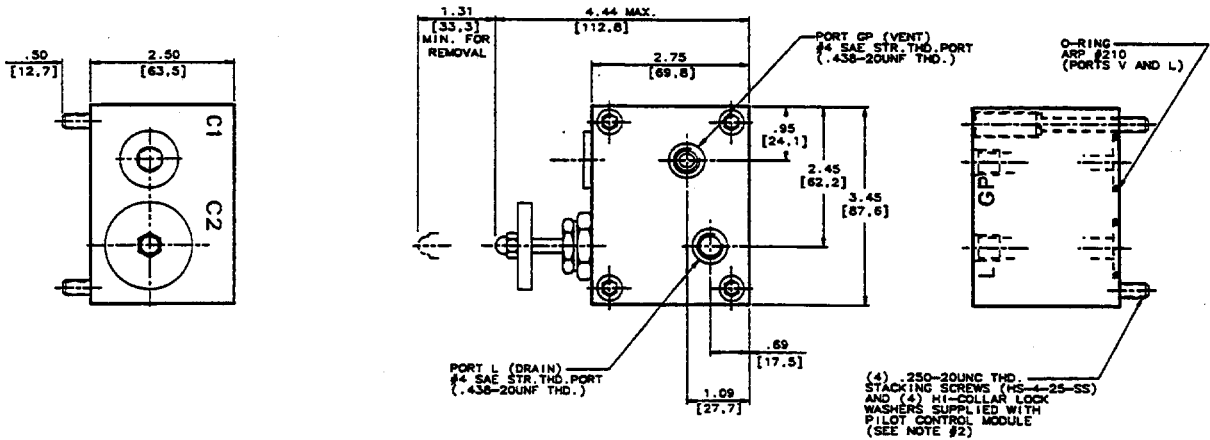 .50
[12.7]
2.50
[63.5]
C1
C2
1.31
[33.3]
MIN. FOR
REMOVAL
4.44 MAX.
[112.8]
2.75
[69.8]
PORT GP (VENT)
#4 SAE STR.THD.PORT
(.438-20UNF THD.)
.95
[24.1]
2.45
[62.2]
3.45
[87.6]
.69
[17.5]
1.09
[27.7]
PORT L (DRAIN)
#4 SAE STR.THD.PORT
(.438-20UNF THD.)
O-RING
ARP #210
(PORTS V AND L)
GP
L
(4) .250-20UNC THD.
STACKING SCREWS (HS-4-25-SS)
AND (4) HI-COLLAR LOCK
WASHERS SUPPLIED WITH
PILOT CONTROL MODULE
(SEE NOTE #2)